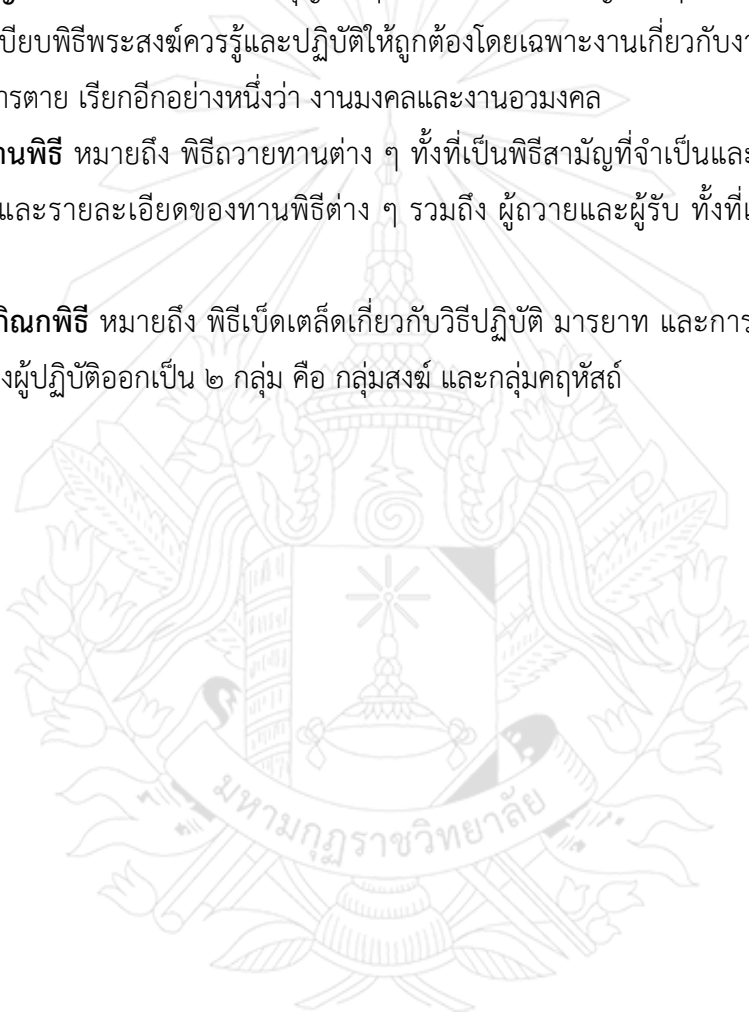 เบียบพิธีพระสงฆ์ควรรู้และปฏิบัติให้ถูกต้องโดยเฉพาะงานเกี่ยวกับงา
ารตาย เรียกอีกอย่างหนึ่งว่า งานมงคลและงานอวมงคล
านพิธี หมายถึง พิธีถวายทานต่าง ๆ ทั้งที่เป็นพิธีสามัญที่จำเป็นและ
และรายละเอียดของทานพิธีต่าง ๆ รวมถึง ผู้ถวายและผู้รับ ทั้งที่เ
กิณกพิธี หมายถึง พิธีเบ็ดเตล็ดเกี่ยวกับวิธีปฏิบัติ มารยาท และการ
งผู้ปฏิบัติออกเป็น ๒ กลุ่ม คือ กลุ่มสงฆ์ และกลุ่มคฤหัสถ์
มหามกุฏราชวิทยาลัย